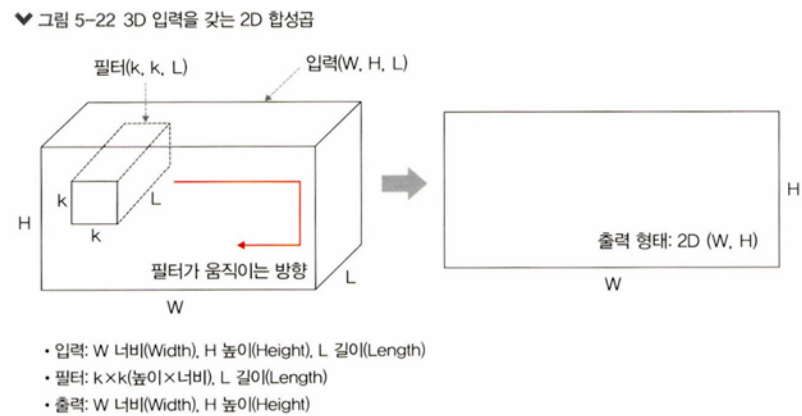 ▼ 그림 5-22 3D 입력을 갖는 2D 합성곱
필터(k, k, L)
입력(W, H, L)
k
L
k
H
필터가 움직이는 방향
L
W
H
출력 형태: 2D (W, H)
W
• 입력: W 너비(Width), H 높이(Height), L 길이(Length)
• 필터: k×k(높이×너비), L 길이(Length)
• 출력: W 너비(Width), H 높이(Height)